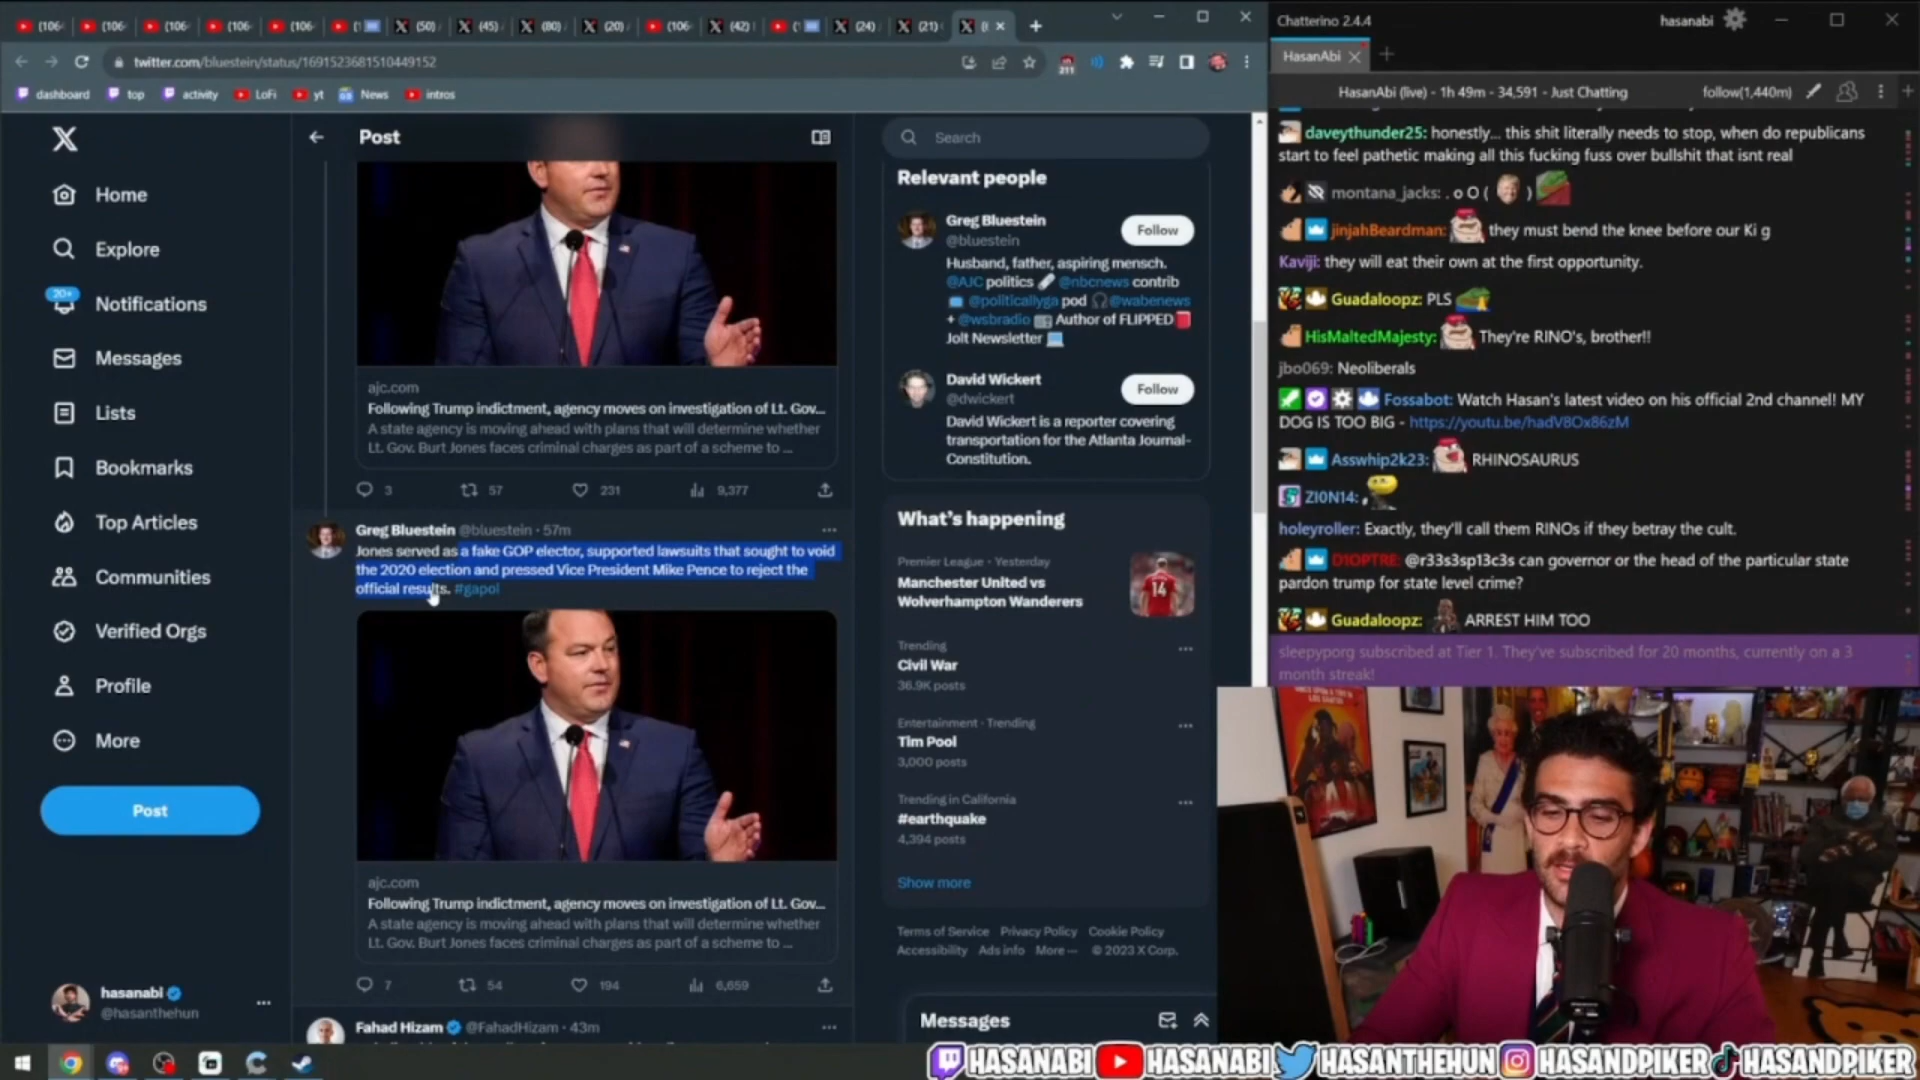 (106
(106
(106
(106
(106
(1
(50)
(45)
(80)
(20)
(106
(42)
(24)
(21)
twitter.com/bluestein/status/1691523681510449152
211
dashboard
top
activity
LoFi
yt
News
intros
Home
Explore
20+
Notifications
Messages
Lists
Bookmarks
Top Articles
Communities
Verified Orgs
Profile
More
Post
hasanabi
@hasanthehun
Post
ajc.com
Following Trump indictment, agency moves on investigation of Lt. Gov...
A state agency is moving ahead with plans that will determine whether
Lt. Gov. Burt Jones faces criminal charges as part of a scheme to ...
3
57
231
9,377
Greg Bluestein @bluestein · 57m
Jones served as a fake GOP elector, supported lawsuits that sought to void
the 2020 election and pressed Vice President Mike Pence to reject the
official results. #gapol
ajc.com
Following Trump indictment, agency moves on investigation of Lt. Gov...
A state agency is moving ahead with plans that will determine whether
Lt. Gov. Burt Jones faces criminal charges as part of a scheme to ...
7
54
194
6,659
Fahad Hizam @FahadHizam · 43m
Search
Relevant people
Greg Bluestein
@bluestein
Follow
Husband, father, aspiring mensch.
@AJC politics @nbcnews contrib
@politicallyga pod @wabenews
+ @wsbradio Author of FLIPPED
Jolt Newsletter
David Wickert
@dwickert
Follow
David Wickert is a reporter covering
transportation for the Atlanta Journal-
Constitution.
What's happening
Premier League · Yesterday
Manchester United vs
Wolverhampton Wanderers
14
Trending
Civil War
36.9K posts
Entertainment · Trending
Tim Pool
3,000 posts
Trending in California
#earthquake
4,394 posts
Show more
Terms of Service Privacy Policy Cookie Policy
Accessibility Ads info More ··· © 2023 X Corp.
Messages
Chatterino 2.4.4
hasanabi
HasanAbi
HasanAbi (live) - 1h 49m - 34,591 - Just Chatting
follow(1,440m)
daveythunder25: honestly... this shit literally needs to stop, when do republicans
start to feel pathetic making all this fucking fuss over bullshit that isnt real
montana_jacks: . o O ( )
jinjahBeardman: they must bend the knee before our Ki g
Kaviji: they will eat their own at the first opportunity.
Guadaloopz: PLS
HisMaltedMajesty: They're RINO's, brother!!
jbo069: Neoliberals
Fossabot: Watch Hasan's latest video on his official 2nd channel! MY
DOG IS TOO BIG - https://youtu.be/hadV8Ox86zM
Asswhip2k23: RHINOSAURUS
ZI0N14:
holeyroller: Exactly, they'll call them RINOs if they betray the cult.
D1OPTRE: @r33s3sp13c3s can governor or the head of the particular state
pardon trump for state level crime?
Guadaloopz: ARREST HIM TOO
sleepyporg subscribed at Tier 1. They've subscribed for 20 months, currently on a 3
month streak!
HASANABI
HASANABI
HASANTHEHUN
HASANDPIKER
HASANDPIKER